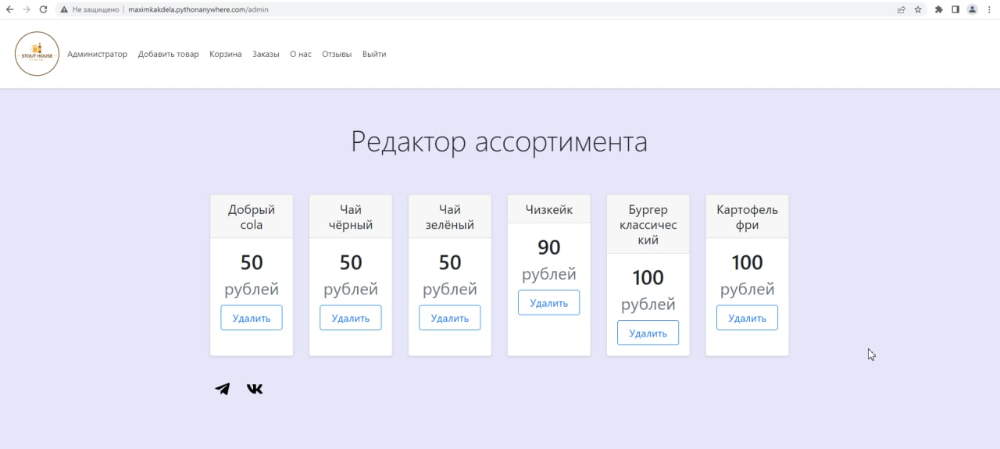 Не защищено | maximkakdela.pythonanywhere.com/admin
STOUT HOUSE
Администратор Добавить товар Корзина Заказы О нас Отзывы Выйти
Редактор ассортимента
Добрый
cola
50
рублей
Удалить
Чай
чёрный
50
рублей
Удалить
Чай
зелёный
50
рублей
Удалить
Чизкейк
90
рублей
Удалить
Бургер
классичес
кий
100
рублей
Удалить
Картофель
фри
100
рублей
Удалить